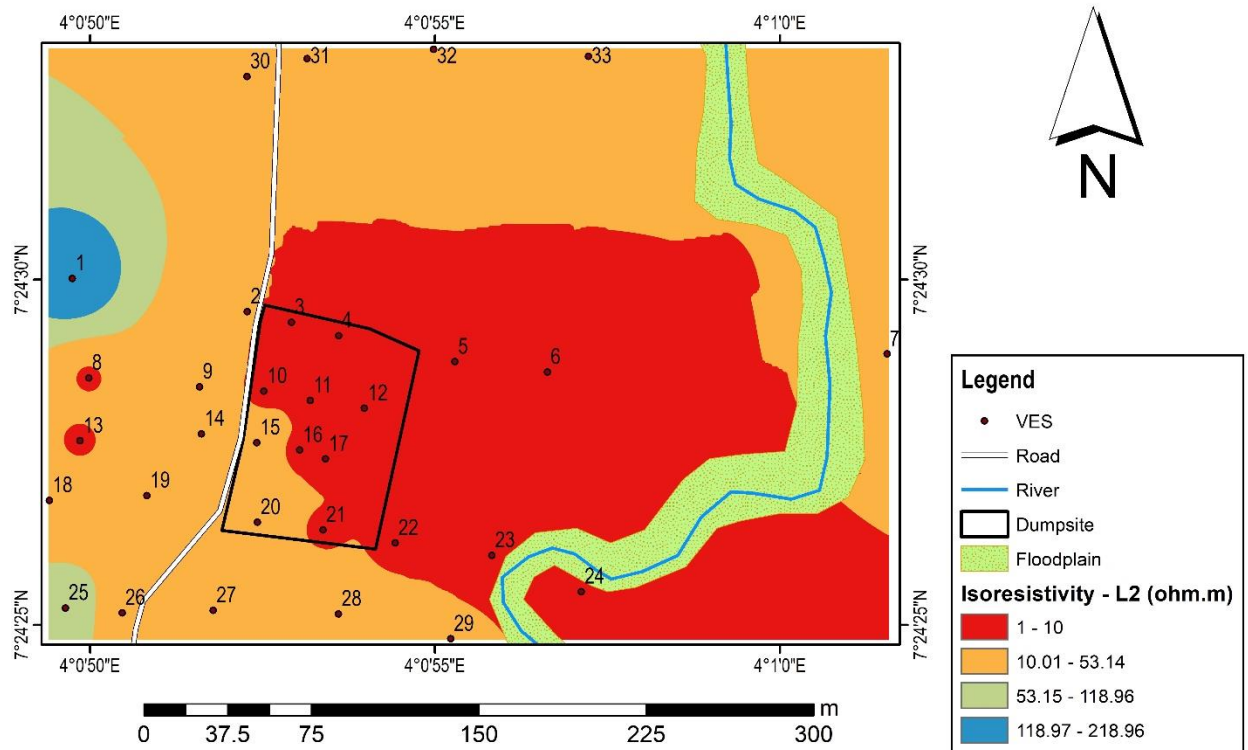 4°0'50"E 4°0'55"E 4°1'0"E
30 31 32 33
N
1
7°24'30"N 7°24'30"N
2 3 4
5 6 7
8 9
10 11 12
13 14 15 16 17
18 19
20 21 22 23
24
25 26 27 28
29
7°24'25"N 7°24'25"N
4°0'50"E 4°0'55"E 4°1'0"E
m
0 37.5 75 150 225 300
Legend
VES
Road
River
Dumpsite
Floodplain
Isoresistivity - L2 (ohm.m)
1 - 10
10.01 - 53.14
53.15 - 118.96
118.97 - 218.96